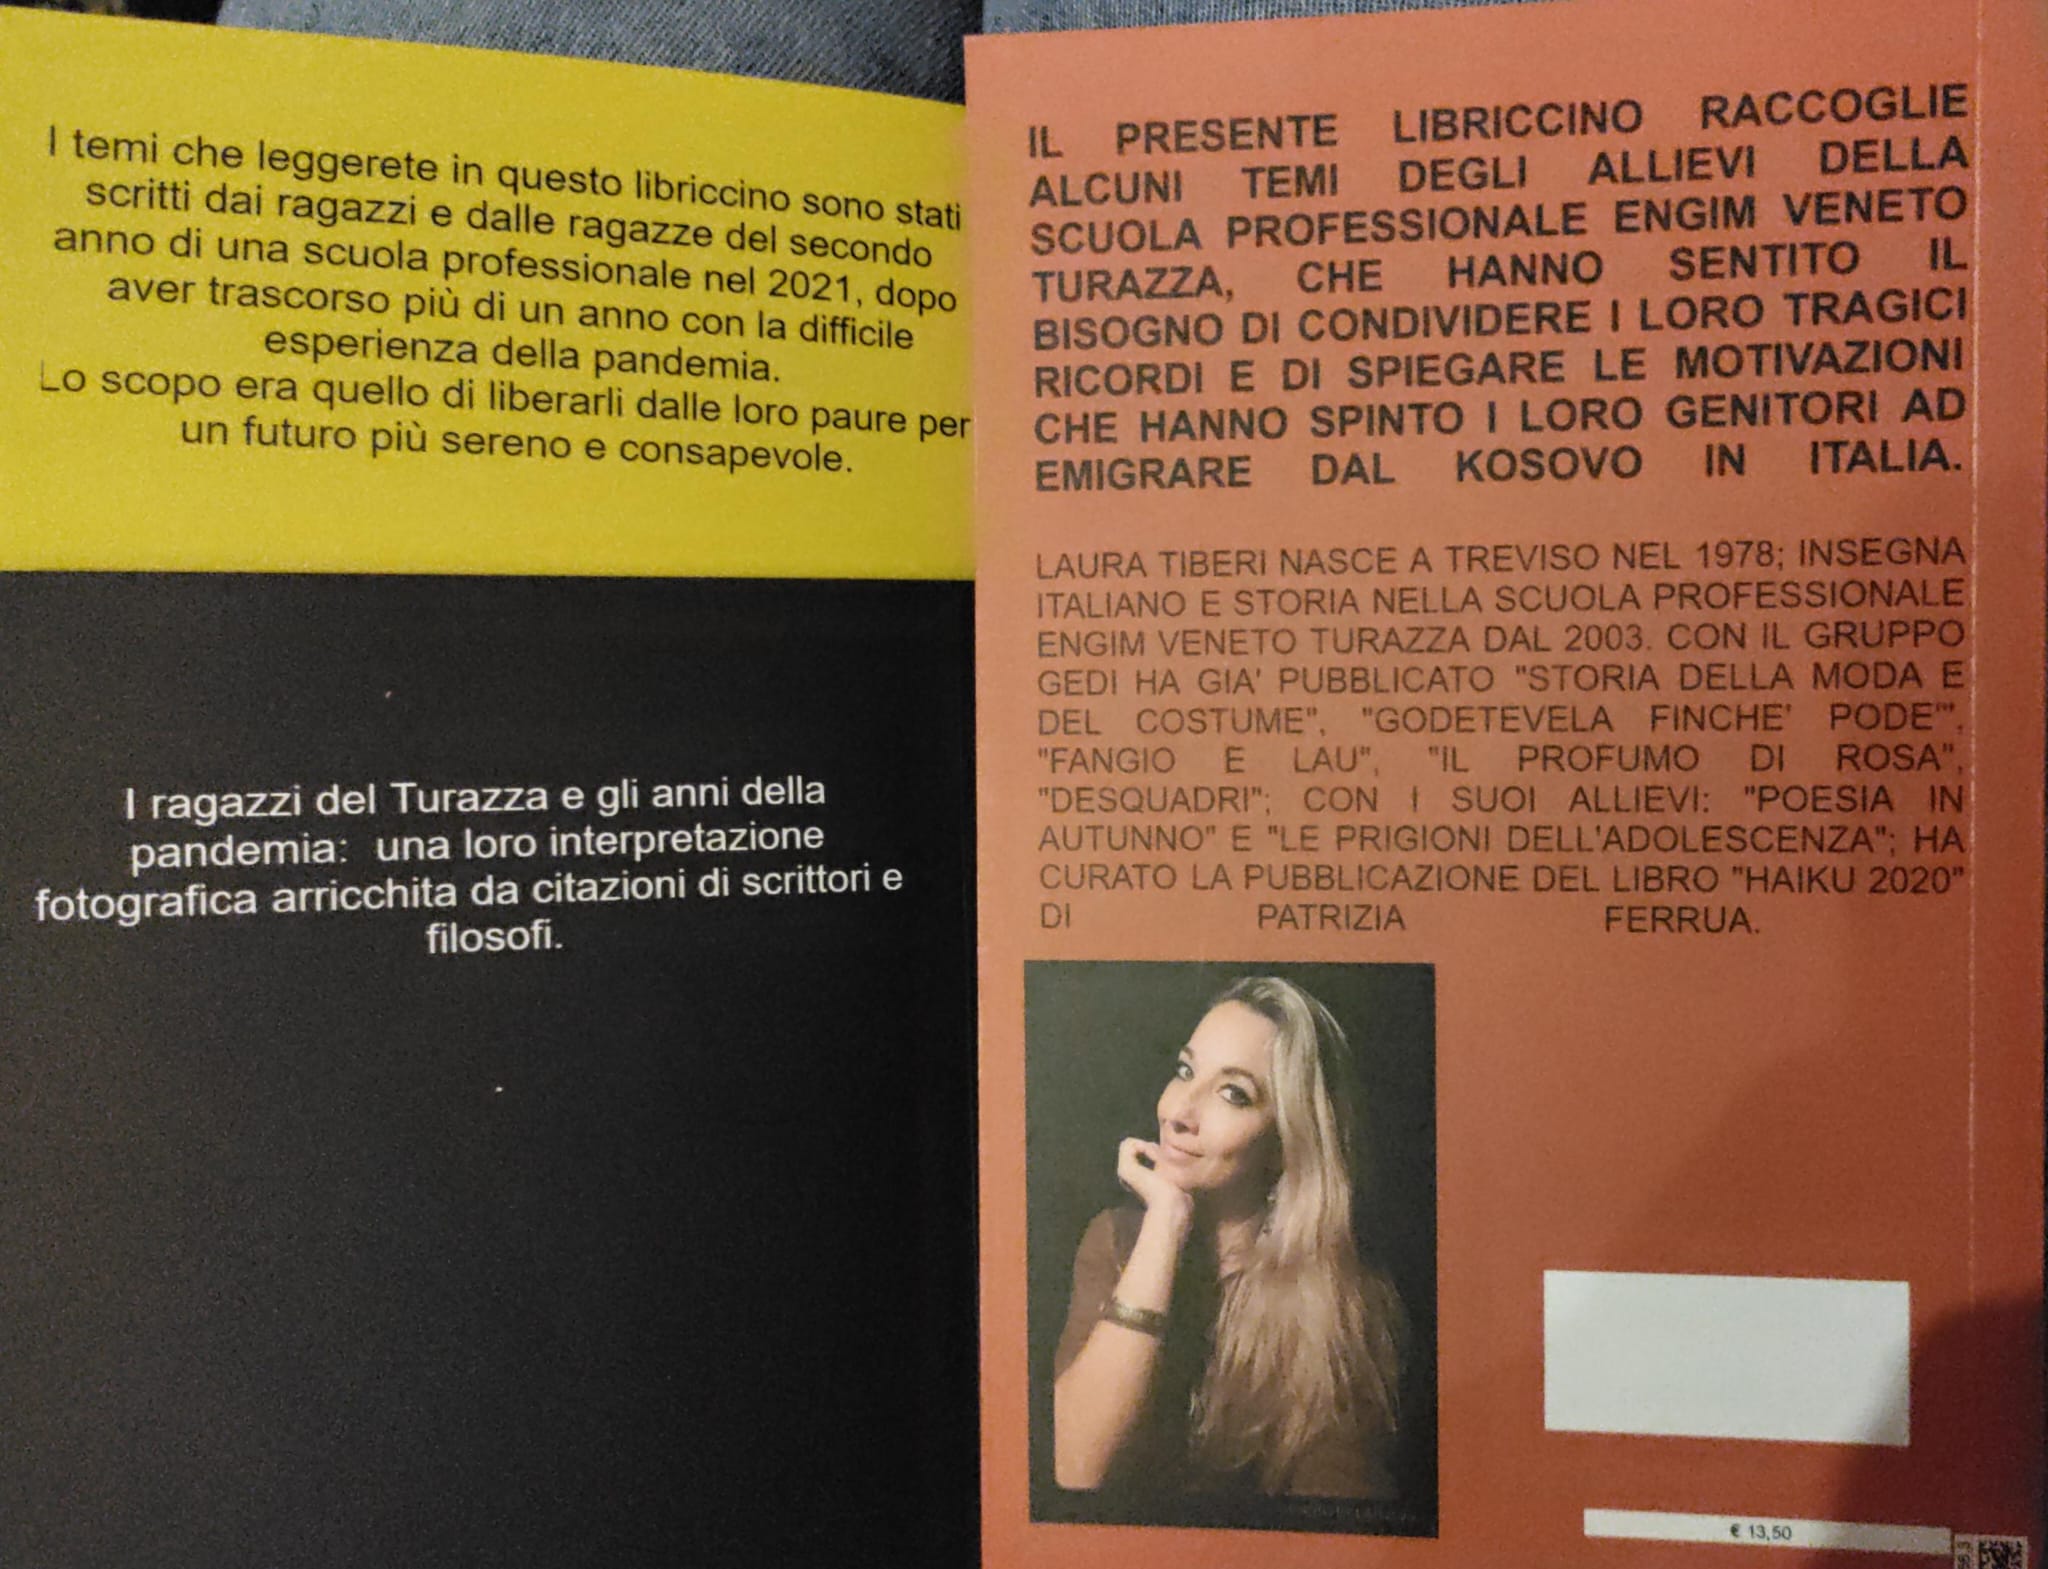 I temi che leggerete in questo libriccino sono stati
scritti dai ragazzi e dalle ragazze del secondo
anno di una scuola professionale nel 2021, dopo
aver trascorso più di un anno con la difficile
esperienza della pandemia.
Lo scopo era quello di liberarli dalle loro paure per
un futuro più sereno e consapevole.
I ragazzi del Turazza e gli anni della
pandemia: una loro interpretazione
fotografica arricchita da citazioni di scrittori e
filosofi.
IL PRESENTE LIBRICCINO RACCOGLIE
ALCUNI TEMI DEGLI ALLIEVI DELLA
SCUOLA PROFESSIONALE ENGIM VENETO
TURAZZA, CHE HANNO SENTITO IL
BISOGNO DI CONDIVIDERE I LORO TRAGICI
RICORDI E DI SPIEGARE LE MOTIVAZIONI
CHE HANNO SPINTO I LORO GENITORI AD
EMIGRARE DAL KOSOVO IN ITALIA.
LAURA TIBERI NASCE A TREVISO NEL 1978; INSEGNA
ITALIANO E STORIA NELLA SCUOLA PROFESSIONALE
ENGIM VENETO TURAZZA DAL 2003. CON IL GRUPPO
GEDI HA GIA' PUBBLICATO "STORIA DELLA MODA E
DEL COSTUME", "GODETEVELA FINCHE' PODE'",
"FANGIO E LAU", "IL PROFUMO DI ROSA",
"DESQUADRI"; CON I SUOI ALLIEVI: "POESIA IN
AUTUNNO" E "LE PRIGIONI DELL'ADOLESCENZA"; HA
CURATO LA PUBBLICAZIONE DEL LIBRO "HAIKU 2020"
DI PATRIZIA FERRUA.
€ 13,50